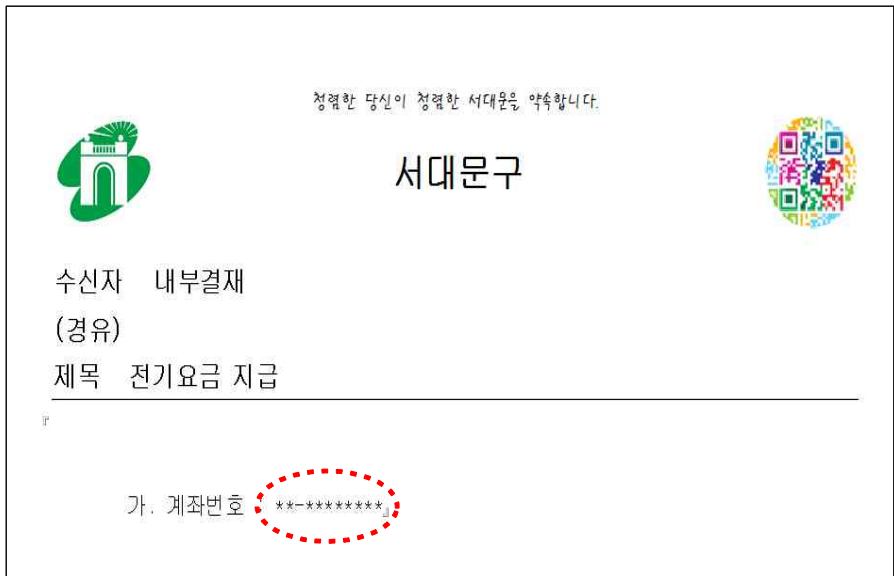 청렴한 당신이 청렴한 서대문을 약속합니다.
서대문구
수신자 내부결재
(경유)
제목 전기요금 지급
가. 계좌번호 : **-********